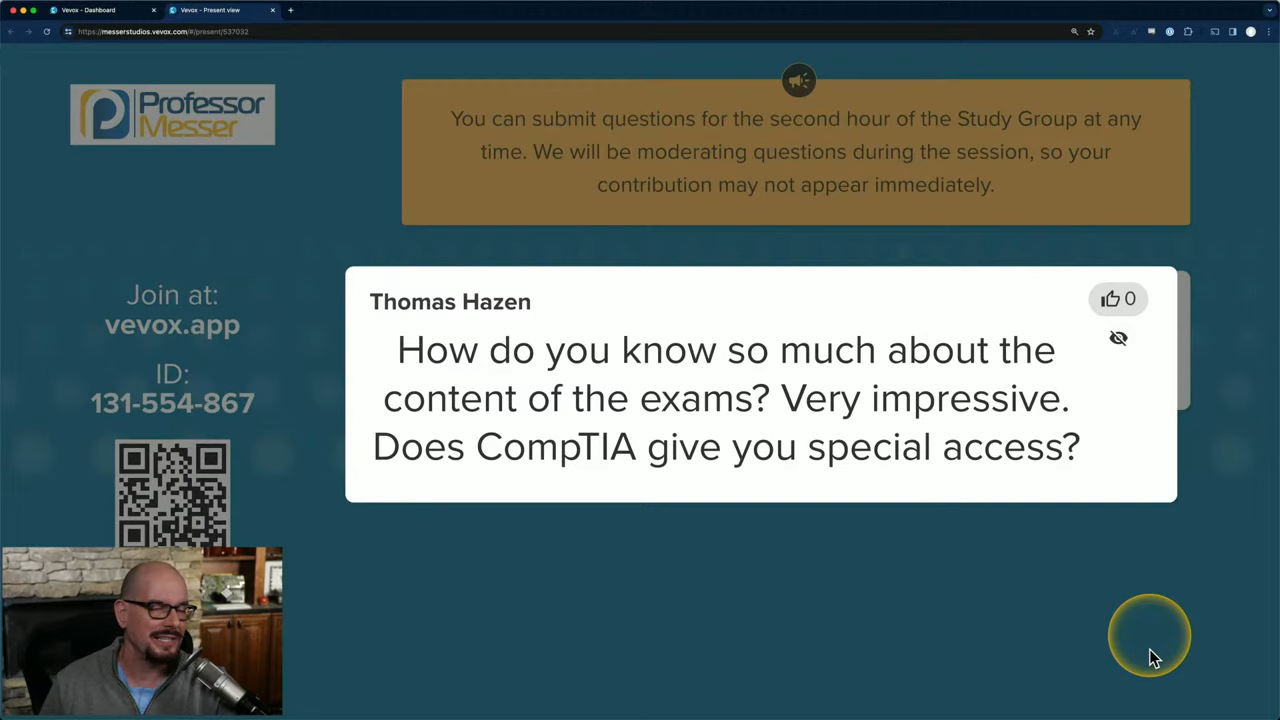 Vevox - Dashboard
Vevox - Present view
https://messerstudios.vevox.com/#/present/537032
Professor
Messer
You can submit questions for the second hour of the Study Group at any
time. We will be moderating questions during the session, so your
contribution may not appear immediately.
Join at:
vevox.app
ID:
131-554-867
Thomas Hazen
0
How do you know so much about the
content of the exams? Very impressive.
Does CompTIA give you special access?